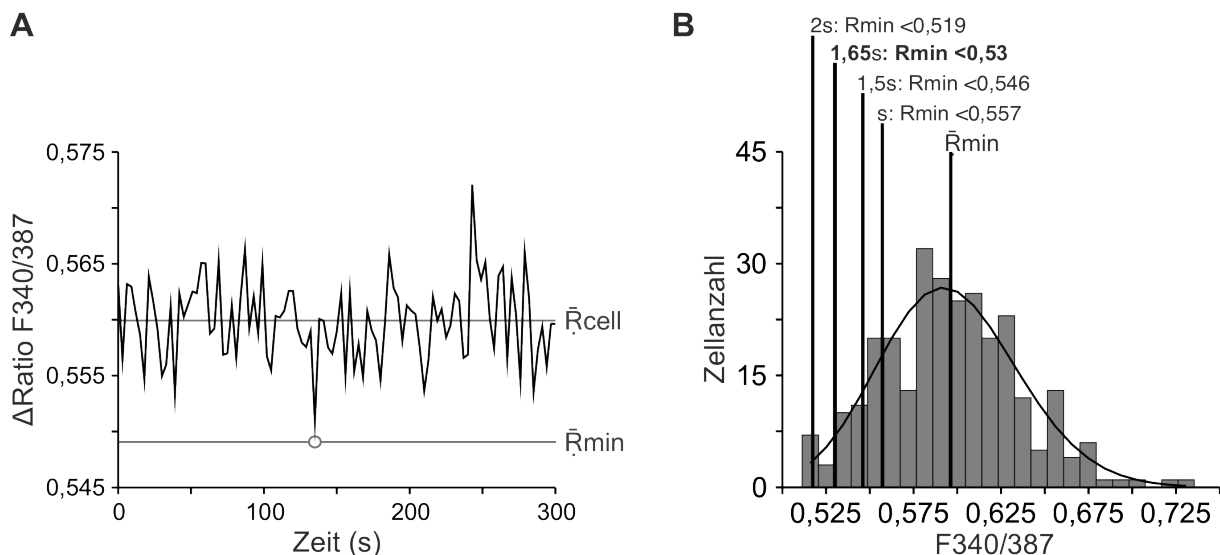 A
0,575
0,565
0,555
0,545
ΔRatio F340/387
0
100
200
300
Zeit (s)
R̄cell
R̄min
B
2s: Rmin <0,519
1,65s: Rmin <0,53
1,5s: Rmin <0,546
s: Rmin <0,557
R̄min
45
30
15
0
Zellanzahl
0,525 0,575 0,625 0,675 0,725
F340/387